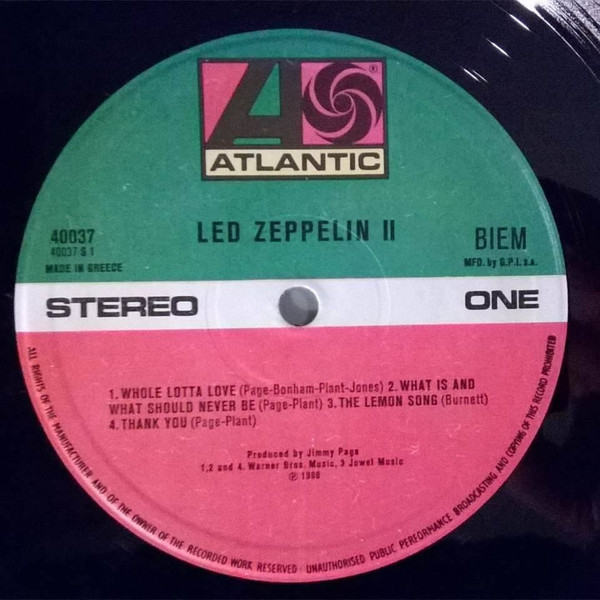 ATLANTIC
®
LED ZEPPELIN II
40037
40037 S 1
MADE IN GREECE
BIEM
MFD. by G.P.I. s.a.
STEREO
ONE
1. WHOLE LOTTA LOVE (Page-Bonham-Plant-Jones) 2. WHAT IS AND
WHAT SHOULD NEVER BE (Page-Plant) 3. THE LEMON SONG (Burnett)
4. THANK YOU (Page-Plant)
Produced by Jimmy Page
1,2 and 4. Warner Bros. Music, 3 Jewel Music
ALL RIGHTS OF THE MANUFACTURER AND OF THE OWNER OF THE RECORDED WORK RESERVED · UNAUTHORISED PUBLIC PERFORMANCE BROADCASTING AND COPYING OF THIS RECORD PROHIBITED